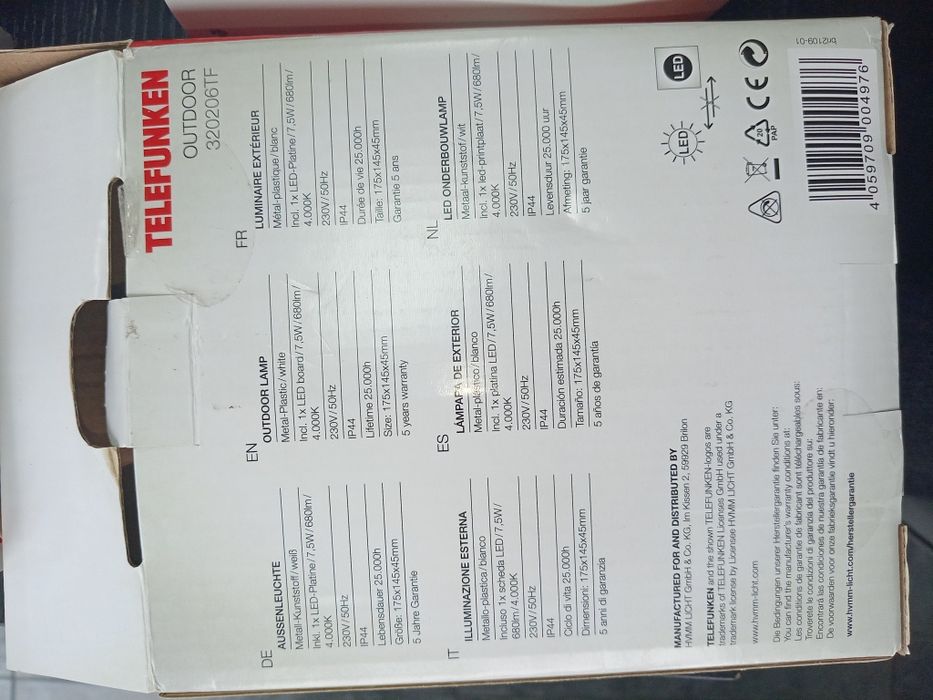 TELEFUNKEN
OUTDOOR
320206TF
DE
AUSSENLEUCHTE
Metall-Kunststoff/weiß
Inkl. 1x LED-Platine/7,5W/680lm/
4.000K
230V/50Hz
IP44
Lebensdauer 25.000h
Größe: 175x145x45mm
5 Jahre Garantie
EN
OUTDOOR LAMP
Metal-Plastic/white
Incl. 1x LED board/7,5W/680lm/
4.000K
230V/50Hz
IP44
Lifetime 25.000h
Size: 175x145x45mm
5 years warranty
FR
LUMINAIRE EXTÉRIEUR
Métal-plastique/blanc
Incl. 1x LED-Platine/7,5W/680lm/
4.000K
230V/50Hz
IP44
Durée de vie 25.000h
Taille: 175x145x45mm
Garantie 5 ans
IT
ILLUMINAZIONE ESTERNA
Metallo-plastica/bianco
Incluso 1x scheda LED/7,5W/
680lm/4.000K
230V/50Hz
IP44
Ciclo di vita 25.000h
Dimensioni: 175x145x45mm
5 anni di garanzia
ES
LÁMPAPA DE EXTERIOR
Metal-plástico/blanco
Incl. 1x platina LED/7,5W/680lm/
4.000K
230V/50Hz
IP44
Duración estimada 25.000h
Tamaño: 175x145x45mm
5 años de garantía
NL
LED ONDERBOUWLAMP
Metaal-kunststof/wit
Incl. 1x led-printplaat/7,5W/680lm/
4.000K
230V/50Hz
IP44
Levensduur 25.000 uur
Afmeting: 175x145x45mm
5 jaar garantie
MANUFACTURED FOR AND DISTRIBUTED BY
HVMM LICHT GmbH & Co. KG, Im Kissen 2, 59929 Brilon
TELEFUNKEN and the shown TELEFUNKEN-logos are
trademarks of TELEFUNKEN Licenses GmbH used under a
trademark license by Licensee HVMM LICHT GmbH & Co. KG
www.hvmm-licht.com
Die Bedingungen unserer Herstellergarantie finden Sie unter:
You can find the manufacturer's warranty conditions at:
Les conditions de garantie de fabricant sont téléchargeables sous:
Troverete le condizioni di garanzia del produttore su:
Encontrará las condiciones de nuestra garantía de fabricante en:
De voorwaarden voor onze fabrieksgarantie vindt u hieronder:
www.hvmm-licht.com/herstellergarantie
LED
LED
20
PAP
CE
bri2109-01
4 059709 004976